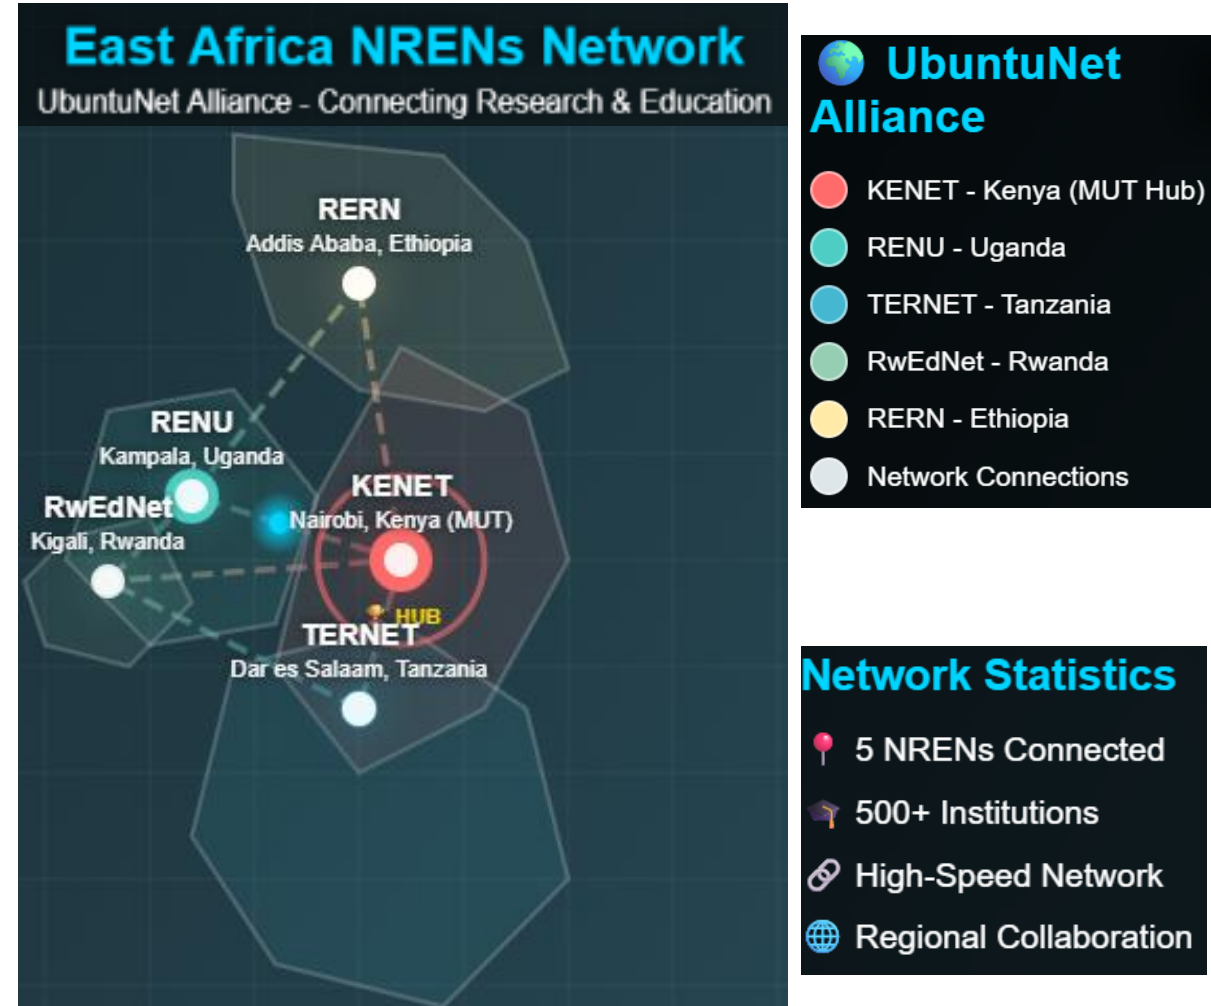 East Africa NRENs Network
UbuntuNet Alliance - Connecting Research & Education
RERN
Addis Ababa, Ethiopia
RENU
Kampala, Uganda
RwEdNet
Kigali, Rwanda
KENET
Nairobi, Kenya (MUT)
🏆 HUB
TERNET
Dar es Salaam, Tanzania
🌍 UbuntuNet
Alliance
KENET - Kenya (MUT Hub)
RENU - Uganda
TERNET - Tanzania
RwEdNet - Rwanda
RERN - Ethiopia
Network Connections
Network Statistics
📍 5 NRENs Connected
🎓 500+ Institutions
🔗 High-Speed Network
🌐 Regional Collaboration